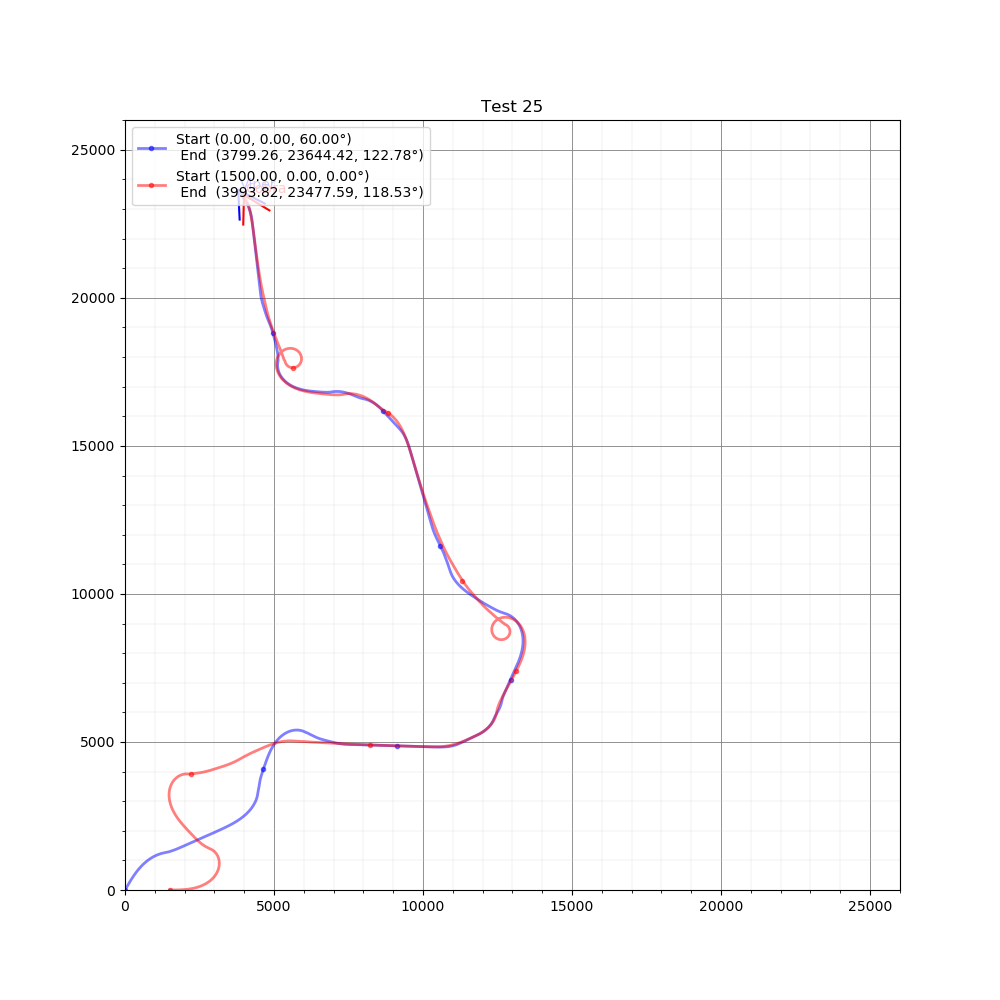 Test 25
Start (0.00, 0.00, 60.00°)
End (3799.26, 23644.42, 122.78°)
Start (1500.00, 0.00, 0.00°)
End (3993.82, 23477.59, 118.53°)
25000
20000
15000
10000
5000
0
0 5000 10000 15000 20000 25000